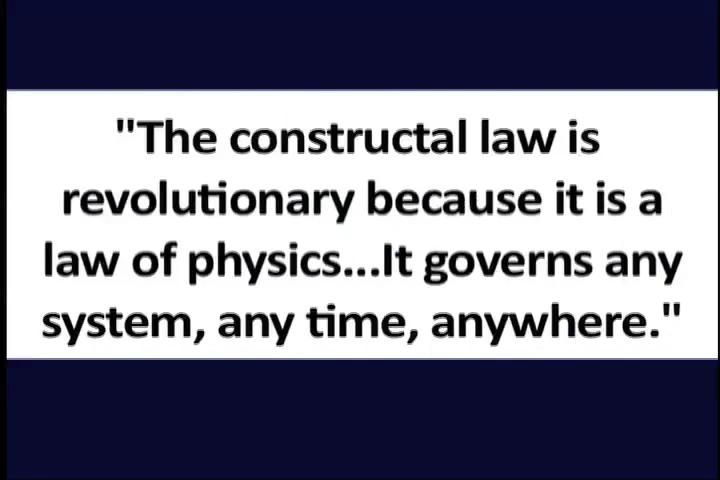 "The constructal law is
revolutionary because it is a
law of physics...It governs any
system, any time, anywhere."